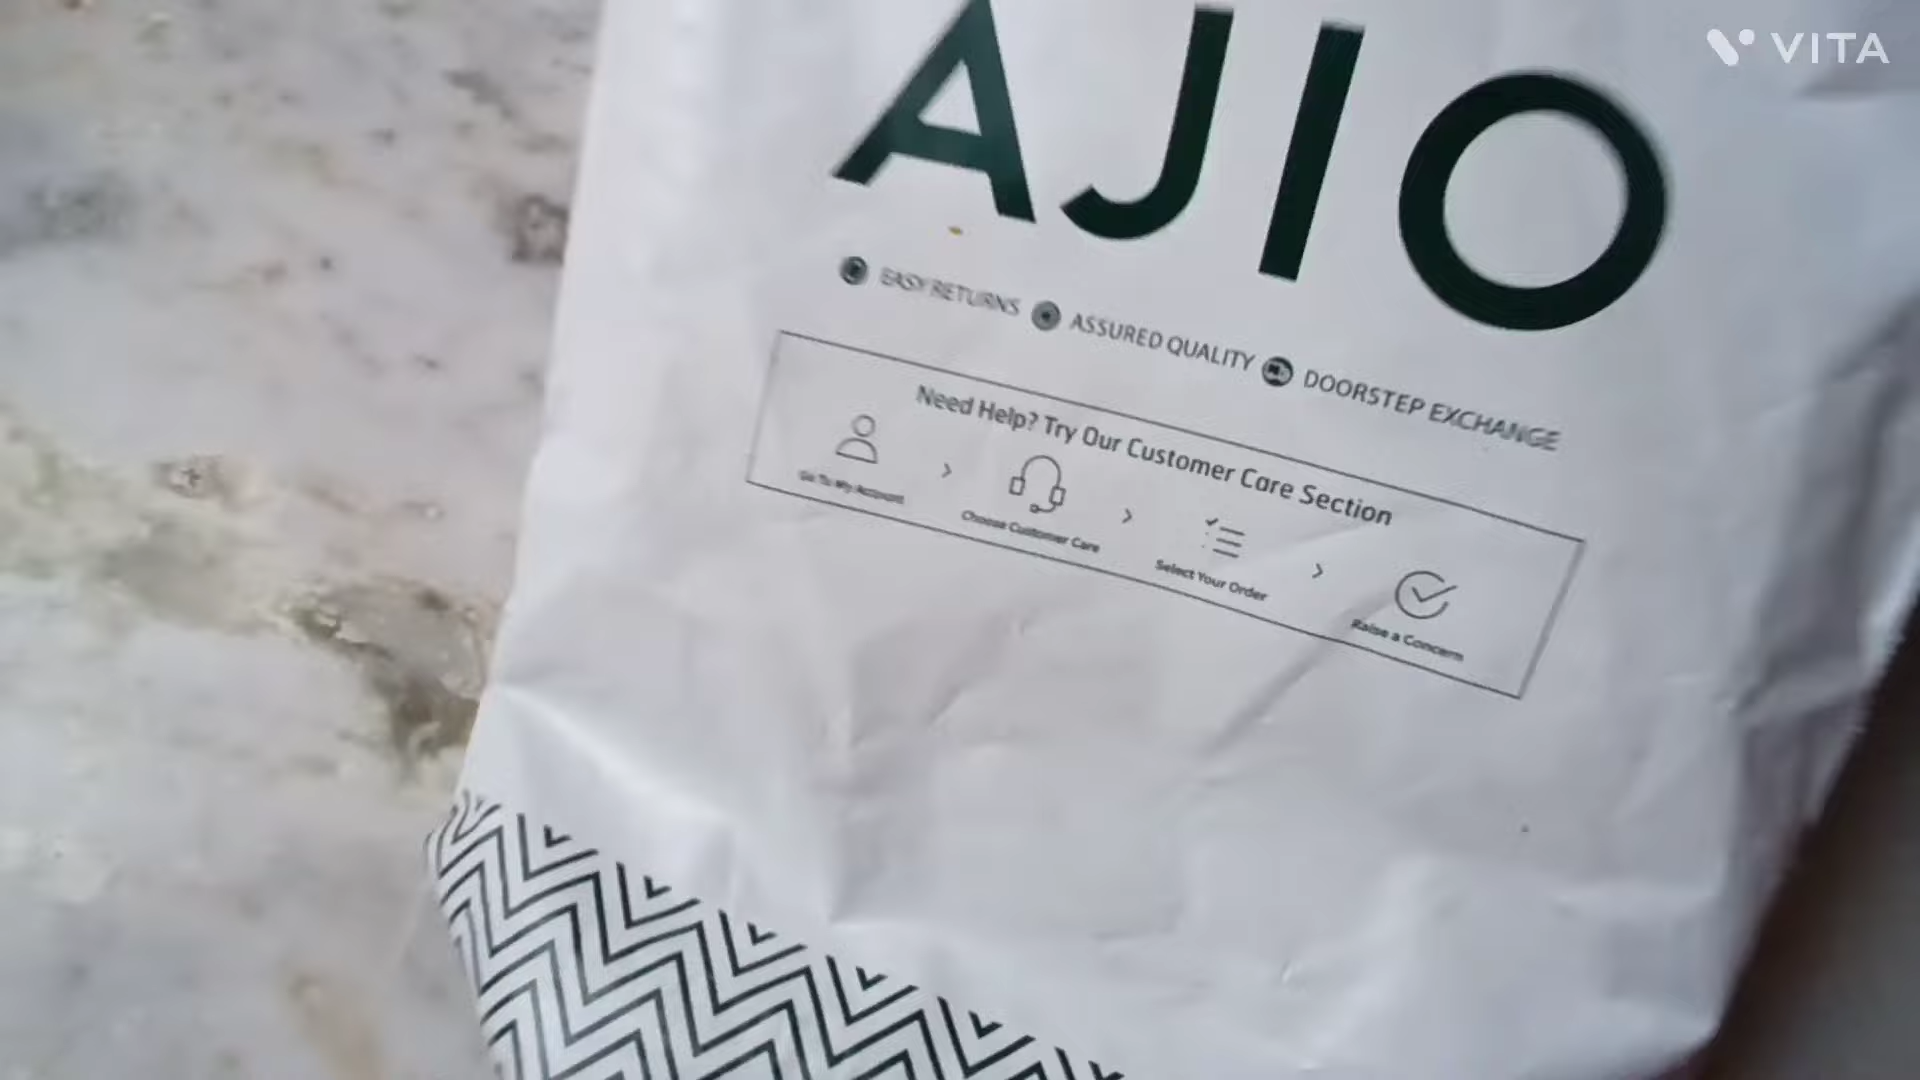 VITA
AJIO
EASY RETURNS ASSURED QUALITY DOORSTEP EXCHANGE
Need Help? Try Our Customer Care Section
Go To My Account > Choose Customer Care > Select Your Order > Raise a Concern